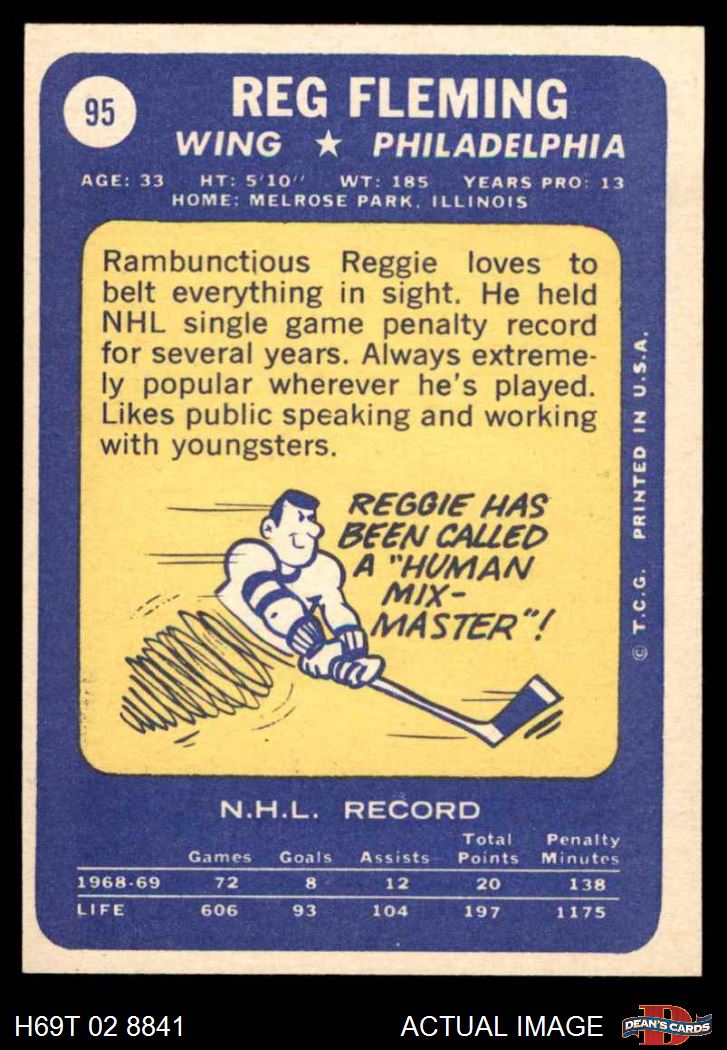 95
REG FLEMING
WING ★ PHILADELPHIA
AGE: 33 HT: 5'10'' WT: 185 YEARS PRO: 13
HOME: MELROSE PARK, ILLINOIS
Rambunctious Reggie loves to
belt everything in sight. He held
NHL single game penalty record
for several years. Always extreme-
ly popular wherever he's played.
Likes public speaking and working
with youngsters.
REGGIE HAS
BEEN CALLED
A "HUMAN
MIX-
MASTER"!
© T.C.G. PRINTED IN U.S.A.
N.H.L. RECORD
Games Goals Assists Total Points Penalty Minutes
1968-69 72 8 12 20 138
LIFE 606 93 104 197 1175
H69T 02 8841 ACTUAL IMAGE
D
DEAN'S CARDS